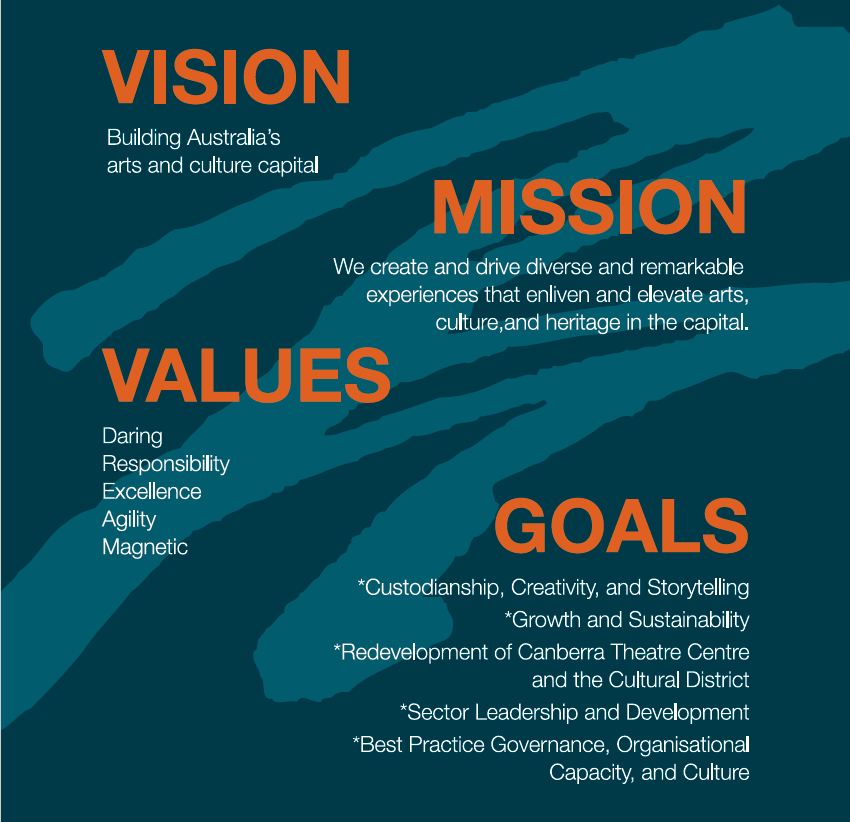 VISION
Building Australia's
arts and culture capital
MISSION
We create and drive diverse and remarkable
experiences that enliven and elevate arts,
culture,and heritage in the capital.
VALUES
Daring
Responsibility
Excellence
Agility
Magnetic
GOALS
*Custodianship, Creativity, and Storytelling
*Growth and Sustainability
*Redevelopment of Canberra Theatre Centre
and the Cultural District
*Sector Leadership and Development
*Best Practice Governance, Organisational
Capacity, and Culture